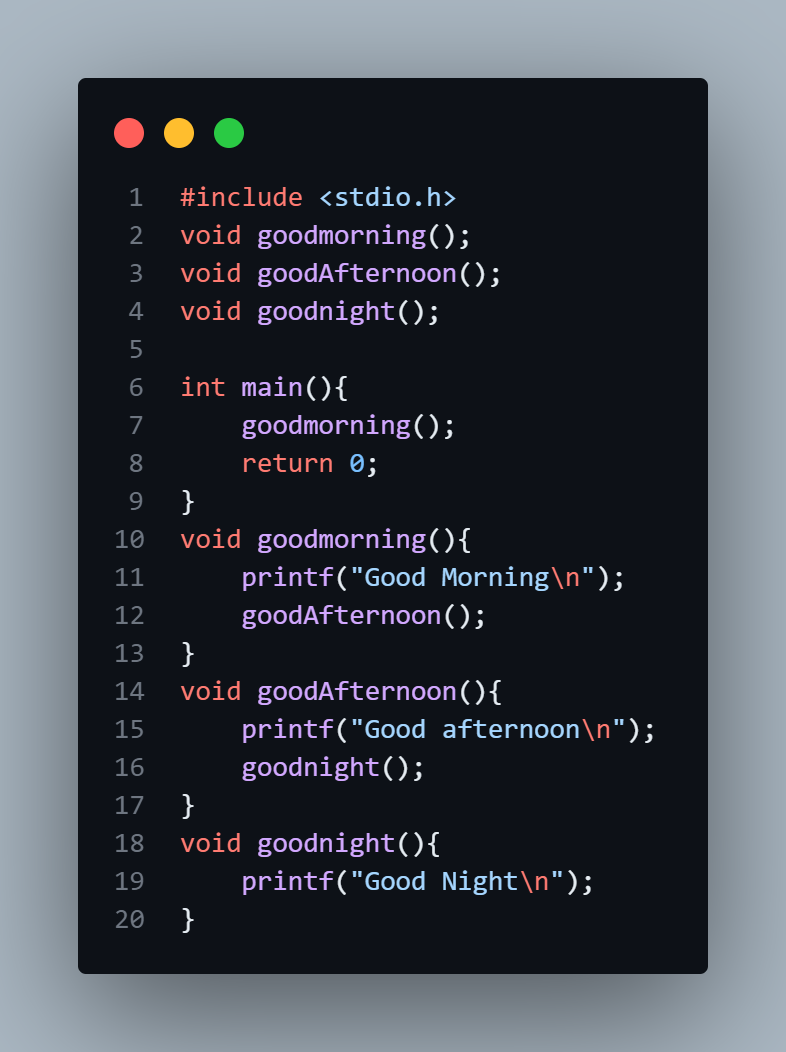 1 #include <stdio.h>
2 void goodmorning();
3 void goodAfternoon();
4 void goodnight();
5
6 int main(){
7     goodmorning();
8     return 0;
9 }
10 void goodmorning(){
11     printf("Good Morning\n");
12     goodAfternoon();
13 }
14 void goodAfternoon(){
15     printf("Good afternoon\n");
16     goodnight();
17 }
18 void goodnight(){
19     printf("Good Night\n");
20 }